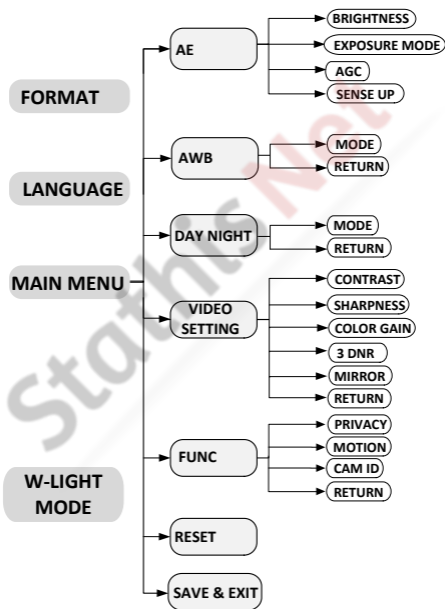 FORMAT
LANGUAGE
MAIN MENU
W-LIGHT
MODE
AE
BRIGHTNESS
EXPOSURE MODE
AGC
SENSE UP
AWB
MODE
RETURN
DAY NIGHT
MODE
RETURN
VIDEO
SETTING
CONTRAST
SHARPNESS
COLOR GAIN
3 DNR
MIRROR
RETURN
FUNC
PRIVACY
MOTION
CAM ID
RETURN
RESET
SAVE & EXIT
StathisNet